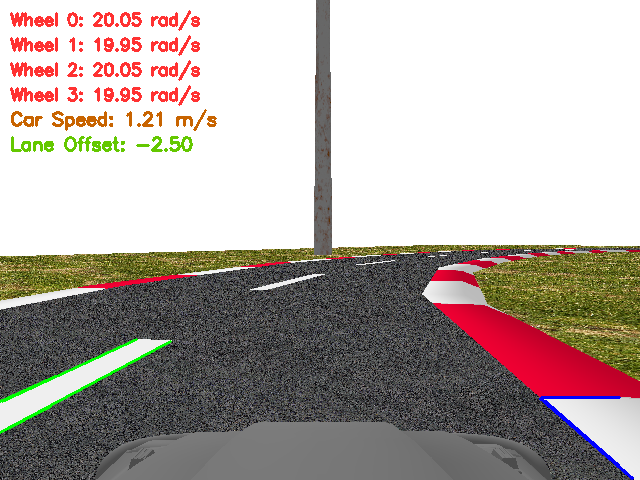 Wheel 0: 20.05 rad/s
Wheel 1: 19.95 rad/s
Wheel 2: 20.05 rad/s
Wheel 3: 19.95 rad/s
Car Speed: 1.21 m/s
Lane Offset: -2.50